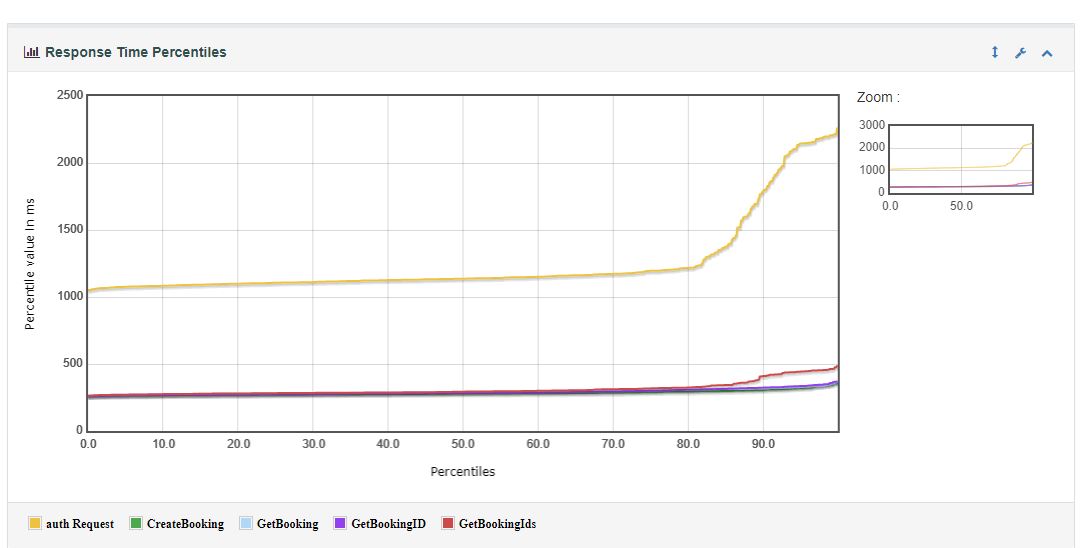 Response Time Percentiles
Zoom :
2500
2000
1500
1000
500
0
Percentile value in ms
0.0 10.0 20.0 30.0 40.0 50.0 60.0 70.0 80.0 90.0
Percentiles
3000
2000
1000
0
0.0 50.0
auth Request CreateBooking GetBooking GetBookingID GetBookingIds